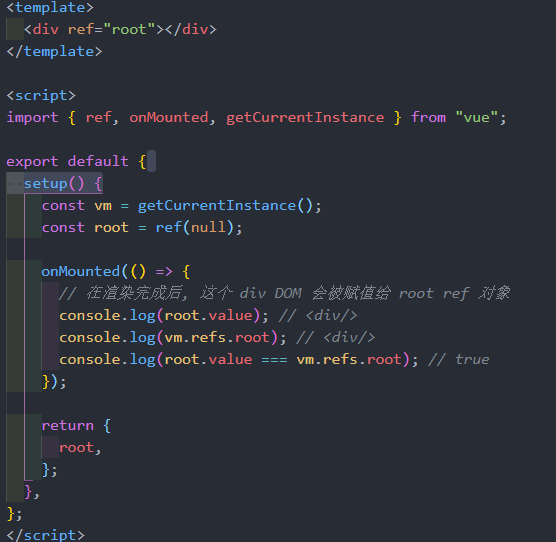 <template>
<div ref="root"></div>
</template>
<script>
import { ref, onMounted, getCurrentInstance } from "vue";
export default {
setup() {
const vm = getCurrentInstance();
const root = ref(null);
onMounted(() => {
// 在渲染完成后, 这个 div DOM 会被赋值给 root ref 对象
console.log(root.value); // <div/>
console.log(vm.refs.root); // <div/>
console.log(root.value === vm.refs.root); // true
});
return {
root,
};
},
};
</script>